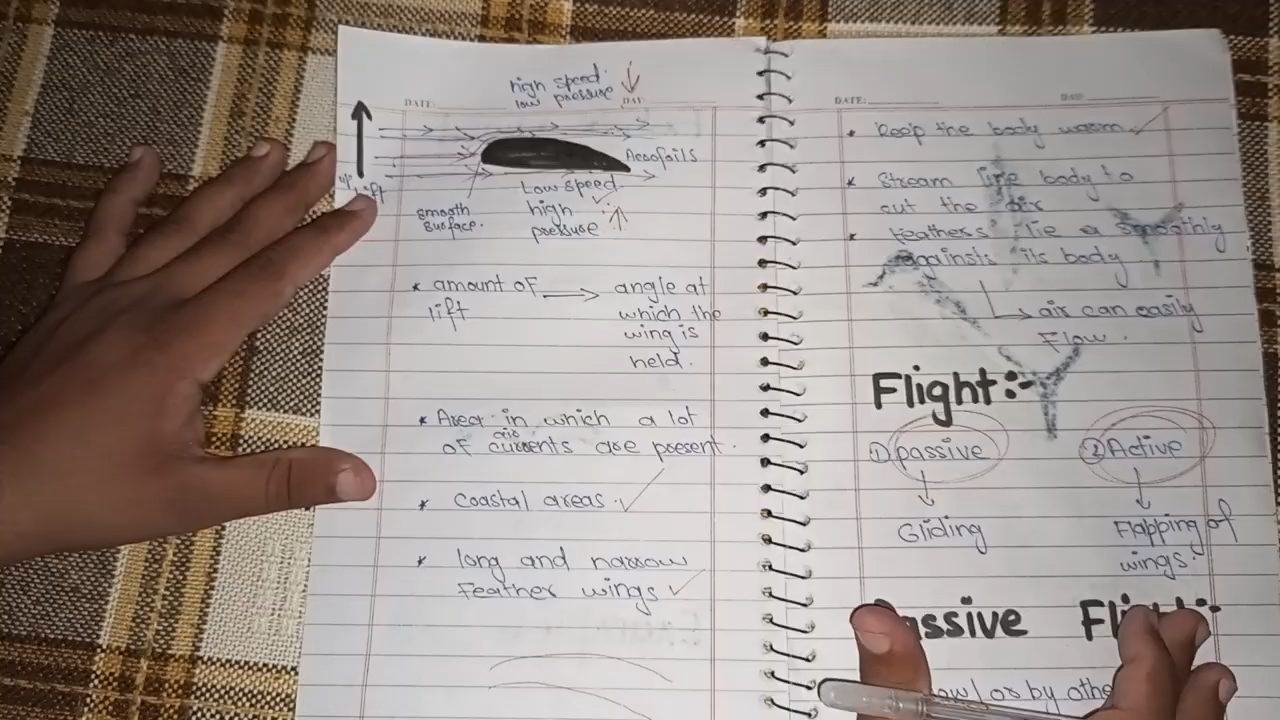 high speed
low pressure
DATE:
DAY:
Aerofoils
Low speed
high
pressure
smooth
surface.
* amount of → angle at
lift
which the
wing is
held.
* Area in which a lot
of air currents are present.
* Coastal areas.
* long and narrow
Feather wings
DATE:
DAY:
* keep the body warm
* Stream line body to
cut the air
* feathers lie a smoothly
againsts its body
air can easily
Flow.
Flight:-
① passive
② Active
Gliding
Flapping of
wings.